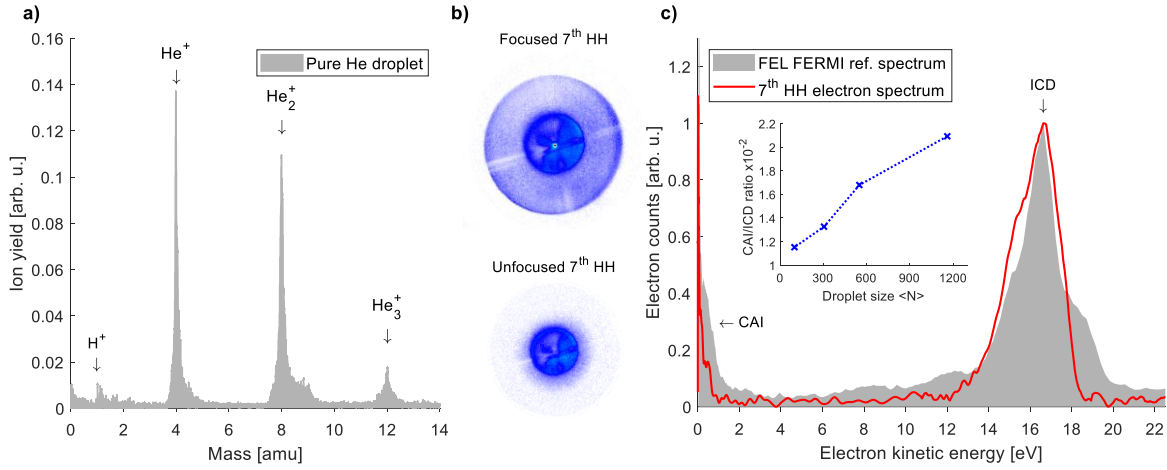 a)
0.16
0.14
0.12
0.1
0.08
0.06
0.04
0.02
0
Ion yield [arb. u.]
Pure He droplet
H⁺
He⁺
He₂⁺
He₃⁺
0 2 4 6 8 10 12 14
Mass [amu]
b)
Focused 7ᵗʰ HH
Unfocused 7ᵗʰ HH
c)
1.2
1
0.8
0.6
0.4
0.2
0
Electron counts [arb. u.]
FEL FERMI ref. spectrum
7ᵗʰ HH electron spectrum
ICD
← CAI
2.2
2
1.8
1.6
1.4
1.2
1
CAI/ICD ratio x10⁻²
0 300 600 900 1200
Droplet size <N>
0 2 4 6 8 10 12 14 16 18 20 22
Electron kinetic energy [eV]